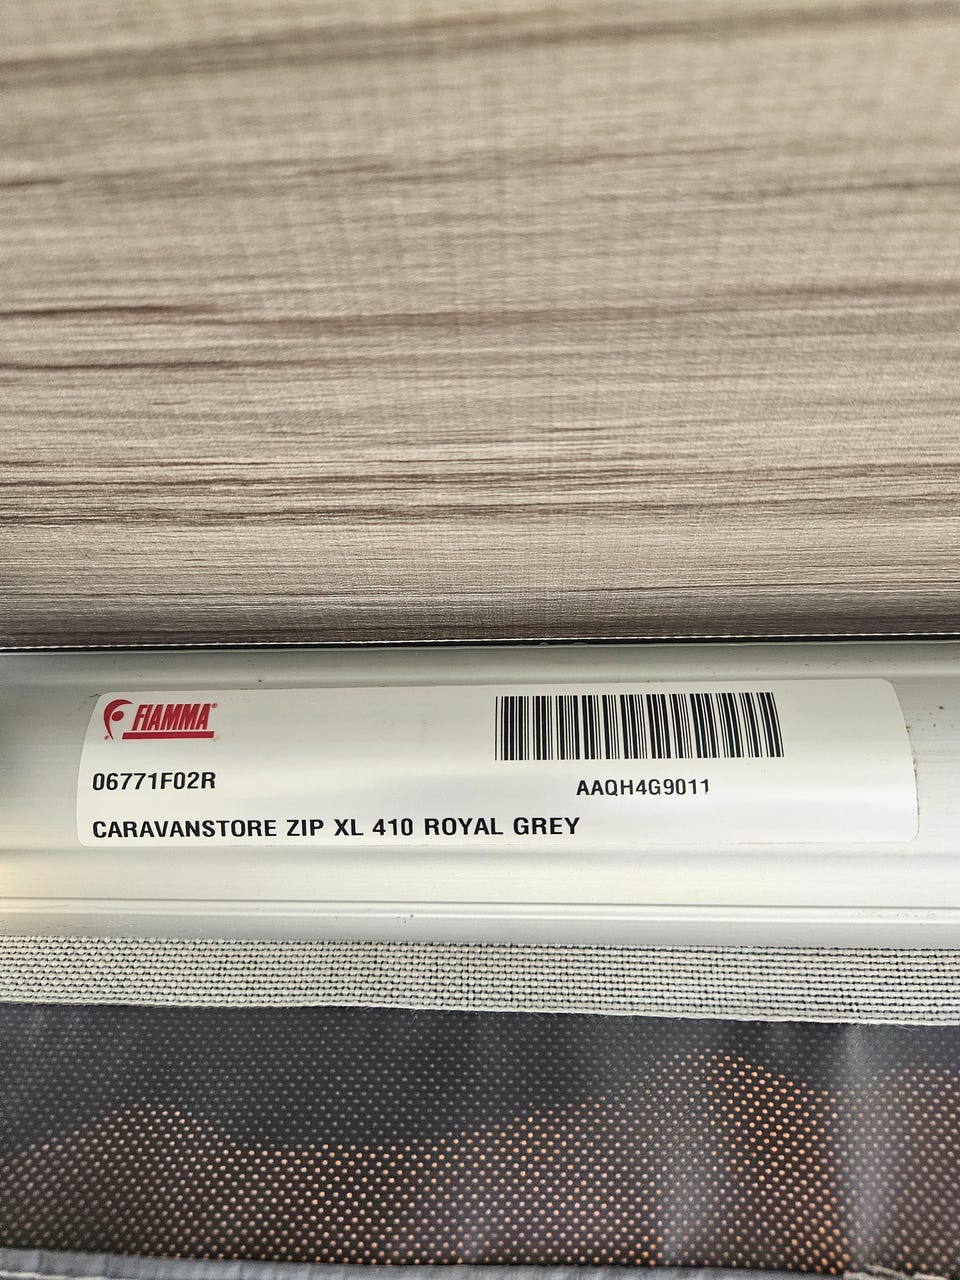 FIAMMA®
06771F02R
AAQH4G9011
CARAVANSTORE ZIP XL 410 ROYAL GREY